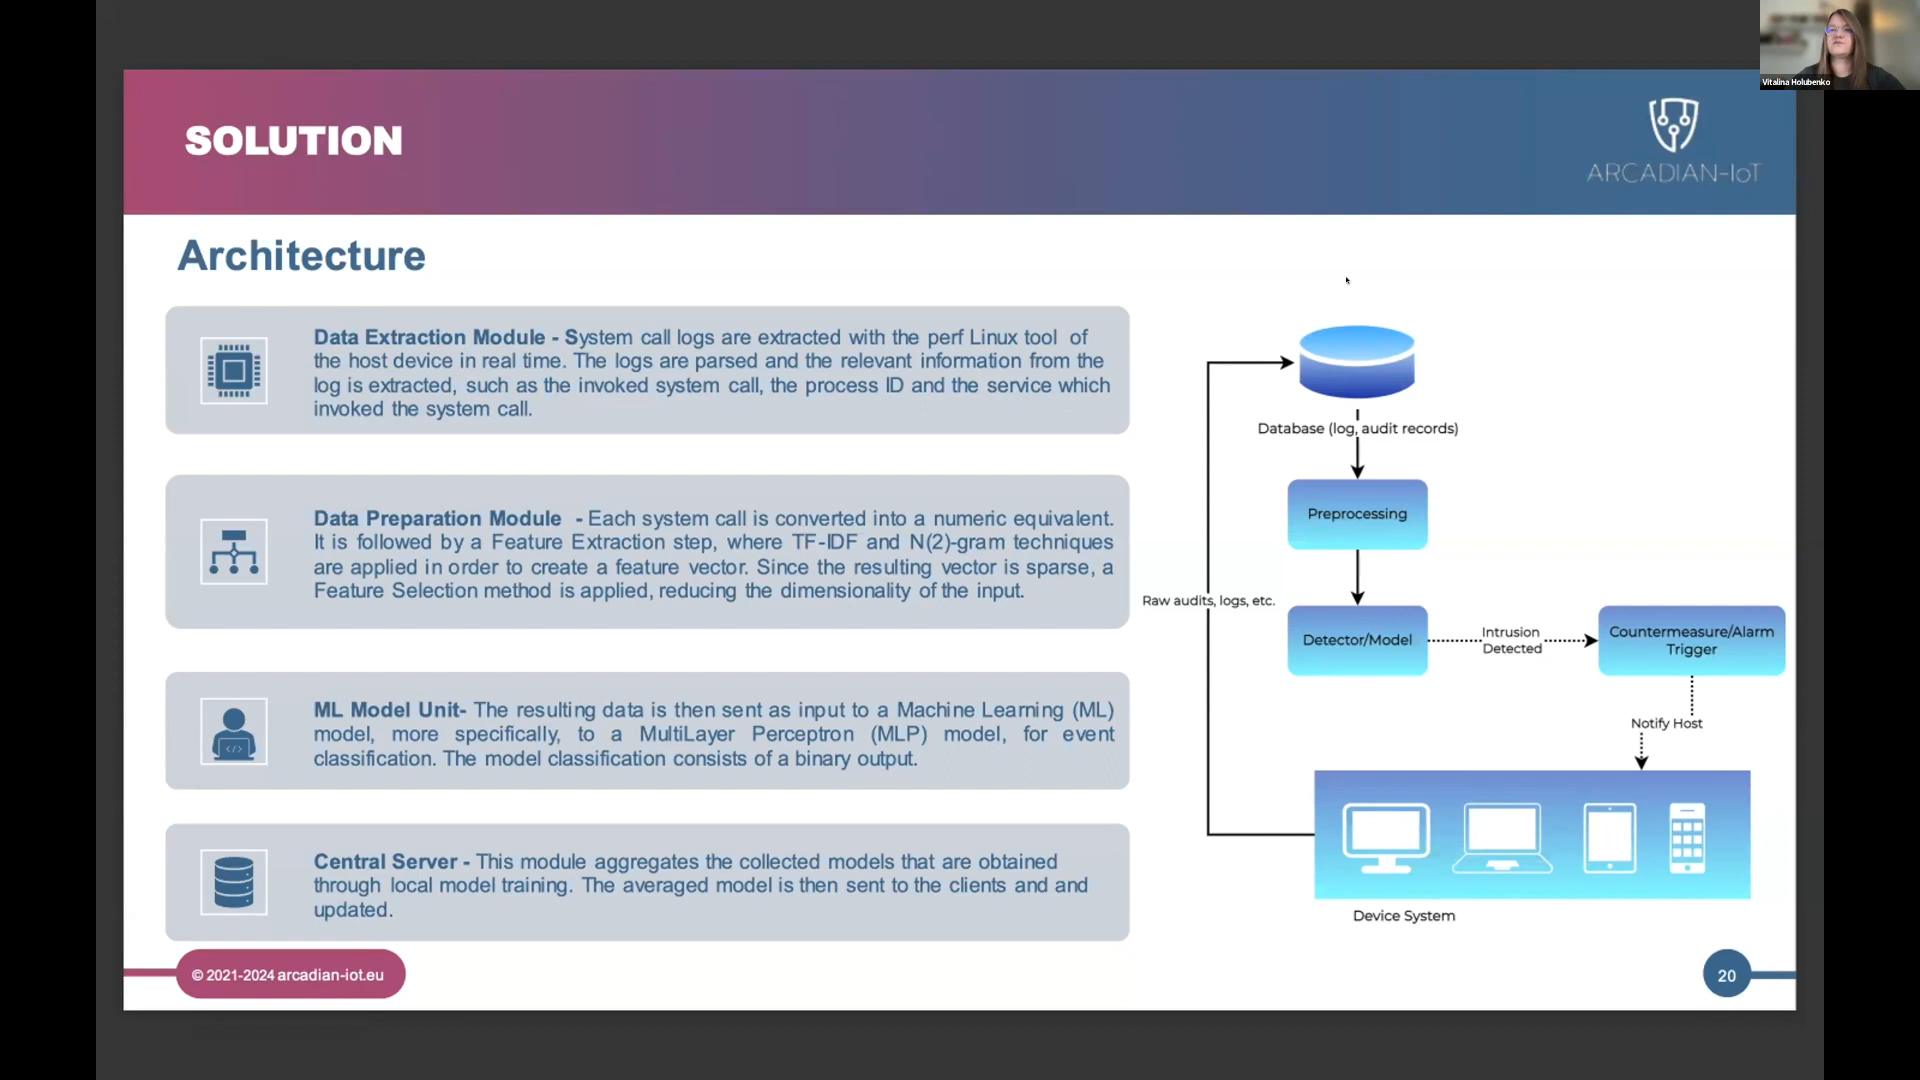 Vitalina Holubenko
SOLUTION
ARCADIAN-IoT
Architecture
Data Extraction Module - System call logs are extracted with the perf Linux tool of
the host device in real time. The logs are parsed and the relevant information from the
log is extracted, such as the invoked system call, the process ID and the service which
invoked the system call.
Data Preparation Module - Each system call is converted into a numeric equivalent.
It is followed by a Feature Extraction step, where TF-IDF and N(2)-gram techniques
are applied in order to create a feature vector. Since the resulting vector is sparse, a
Feature Selection method is applied, reducing the dimensionality of the input.
ML Model Unit- The resulting data is then sent as input to a Machine Learning (ML)
model, more specifically, to a MultiLayer Perceptron (MLP) model, for event
classification. The model classification consists of a binary output.
Central Server - This module aggregates the collected models that are obtained
through local model training. The averaged model is then sent to the clients and and
updated.
Database (log, audit records)
Preprocessing
Raw audits, logs, etc.
Detector/Model
Intrusion
Detected
Countermeasure/Alarm
Trigger
Notify Host
Device System
© 2021-2024 arcadian-iot.eu
20